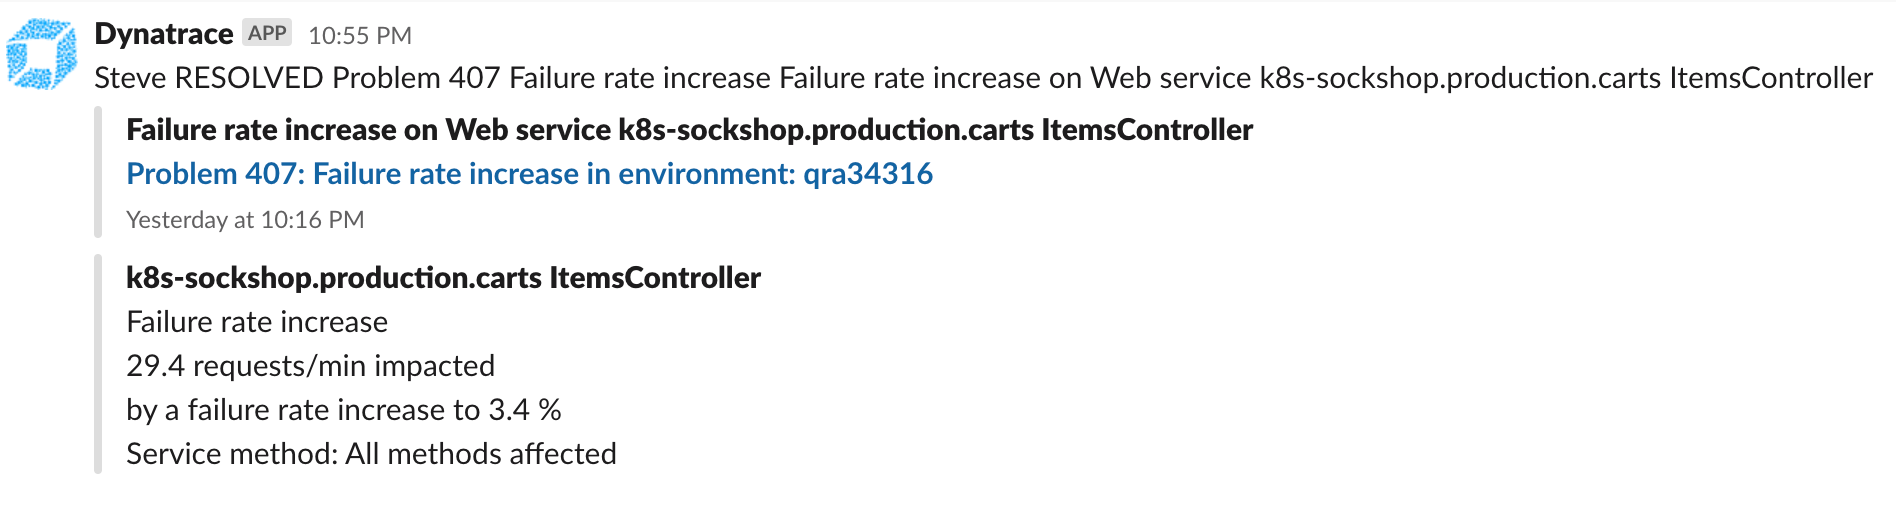 Dynatrace APP 10:55 PM
Steve RESOLVED Problem 407 Failure rate increase Failure rate increase on Web service k8s-sockshop.production.carts ItemsController
Failure rate increase on Web service k8s-sockshop.production.carts ItemsController
Problem 407: Failure rate increase in environment: qra34316
Yesterday at 10:16 PM
k8s-sockshop.production.carts ItemsController
Failure rate increase
29.4 requests/min impacted
by a failure rate increase to 3.4 %
Service method: All methods affected